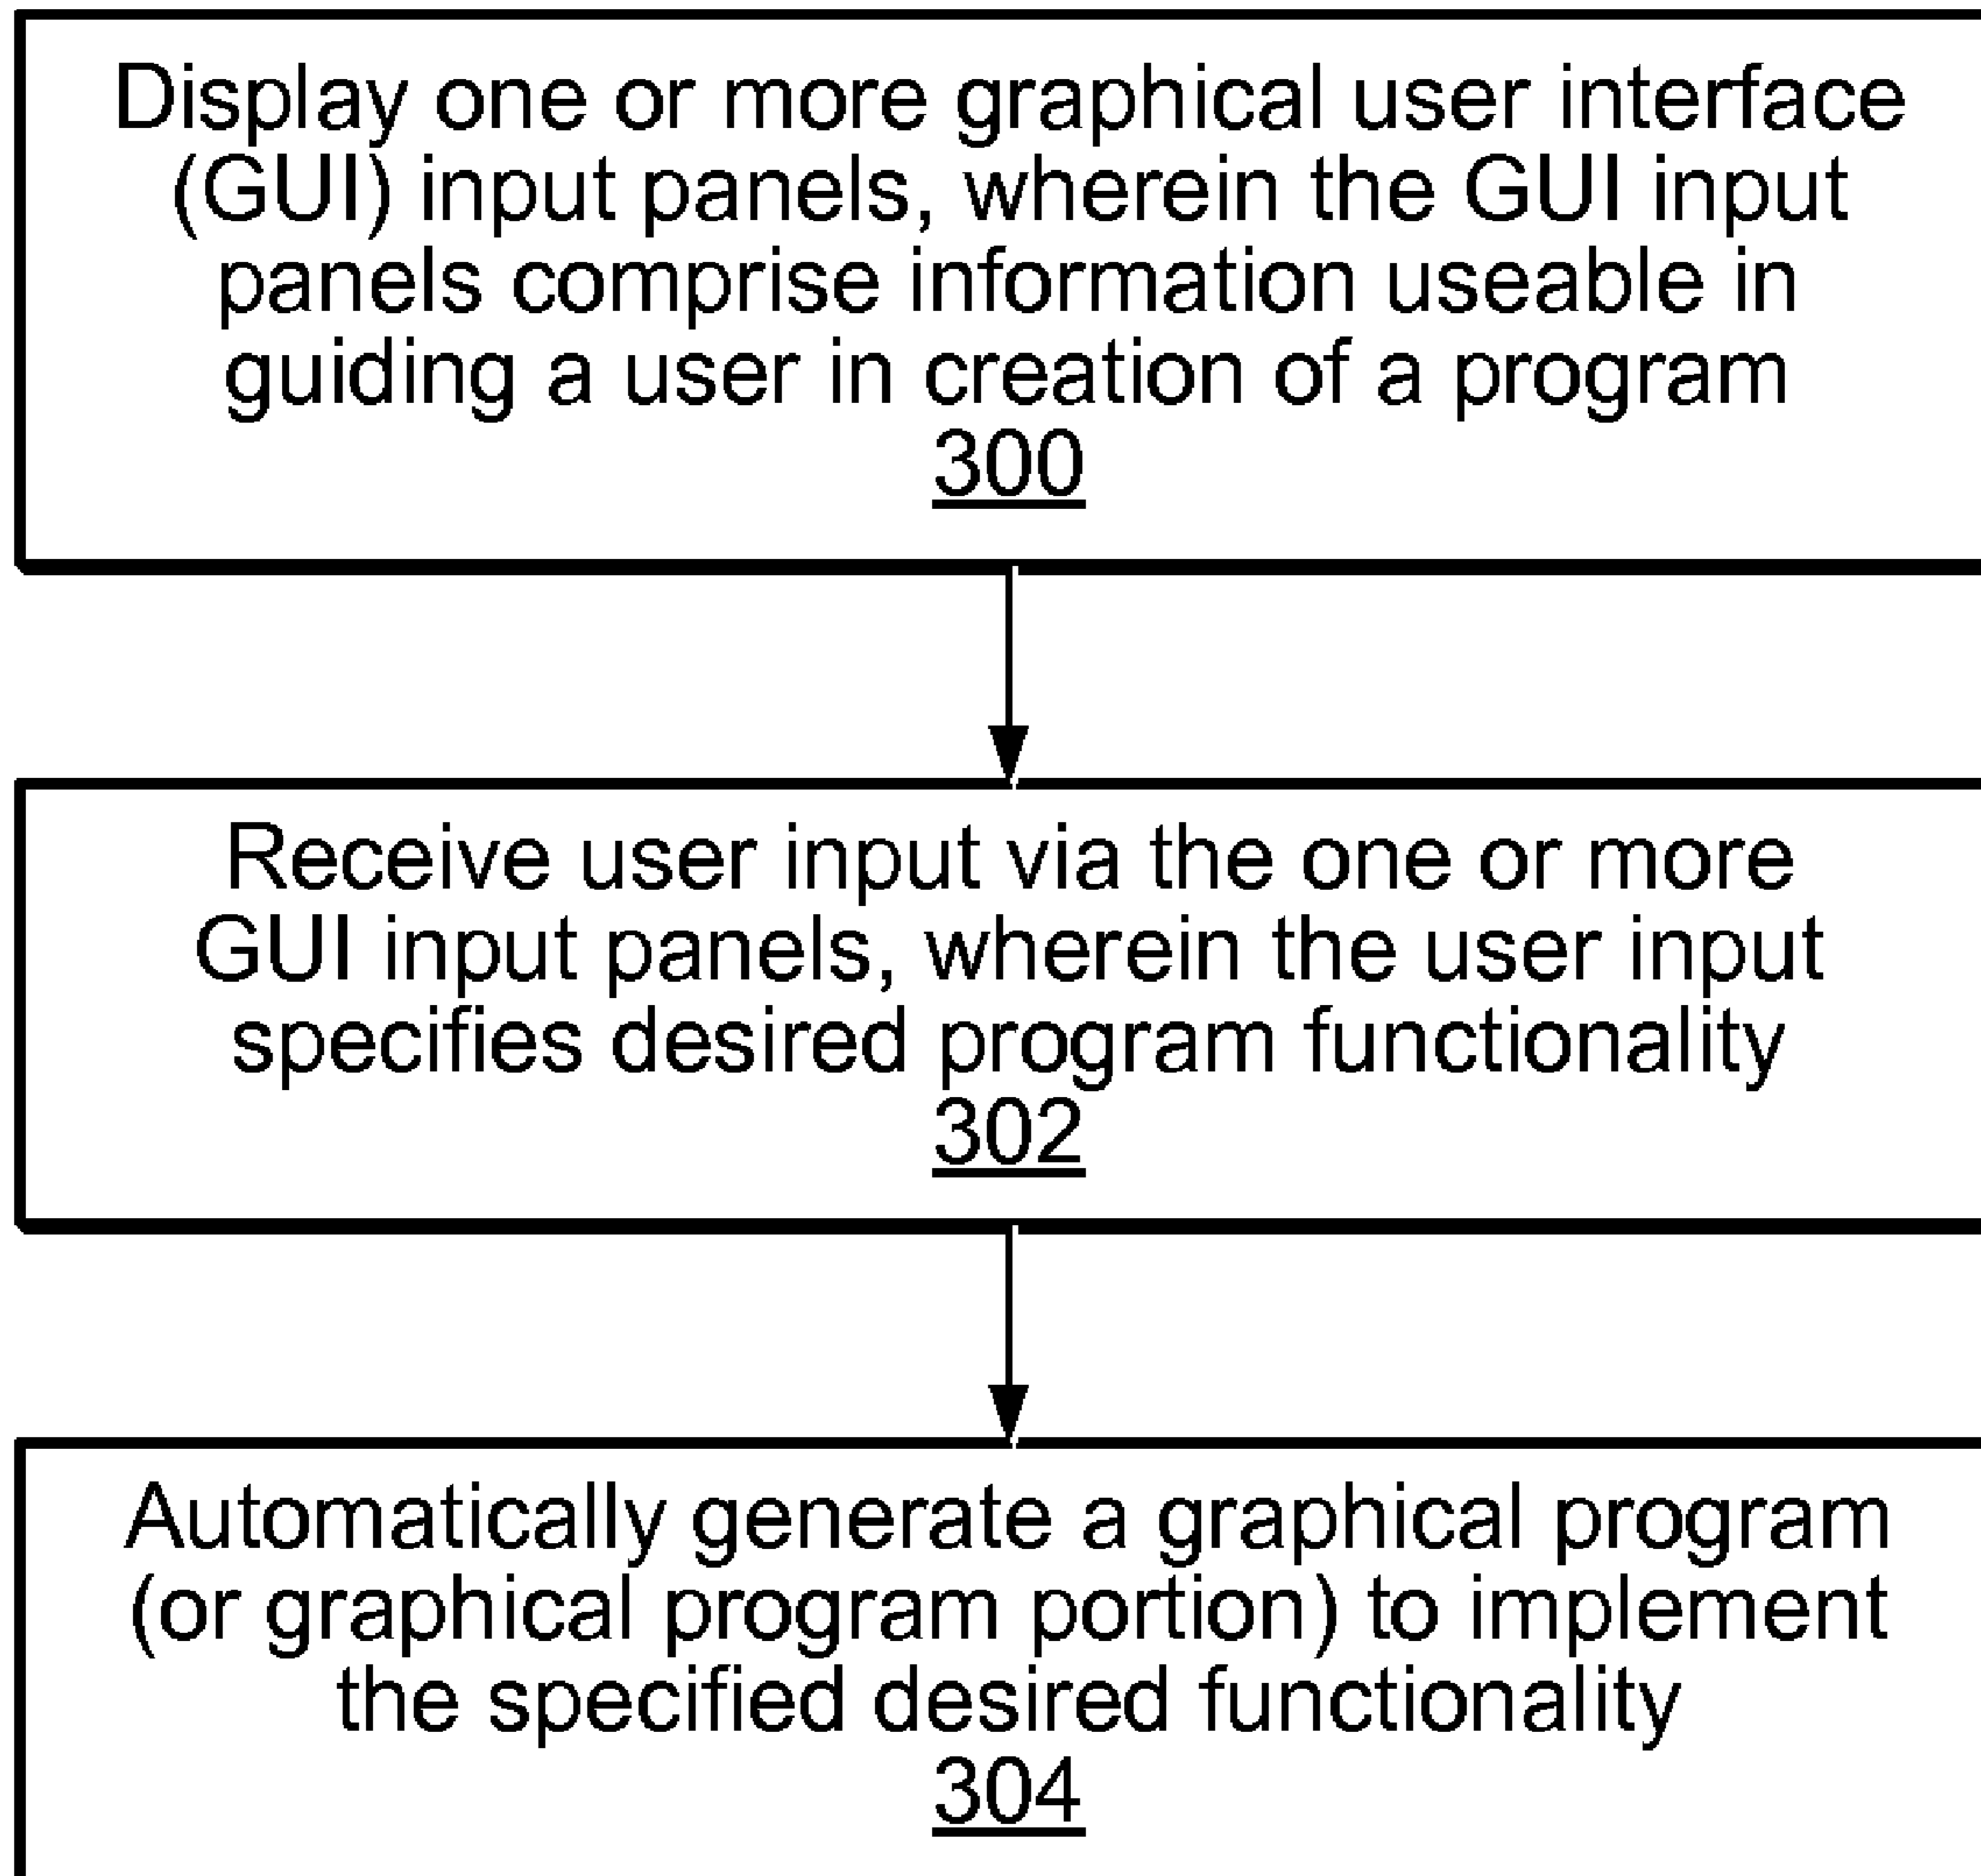 Display one or more graphical user interface
(GUI) input panels, wherein the GUI input
panels comprise information useable in
guiding a user in creation of a program
300
Receive user input via the one or more
GUI input panels, wherein the user input
specifies desired program functionality
302
Automatically generate a graphical program
(or graphical program portion) to implement
the specified desired functionality
304